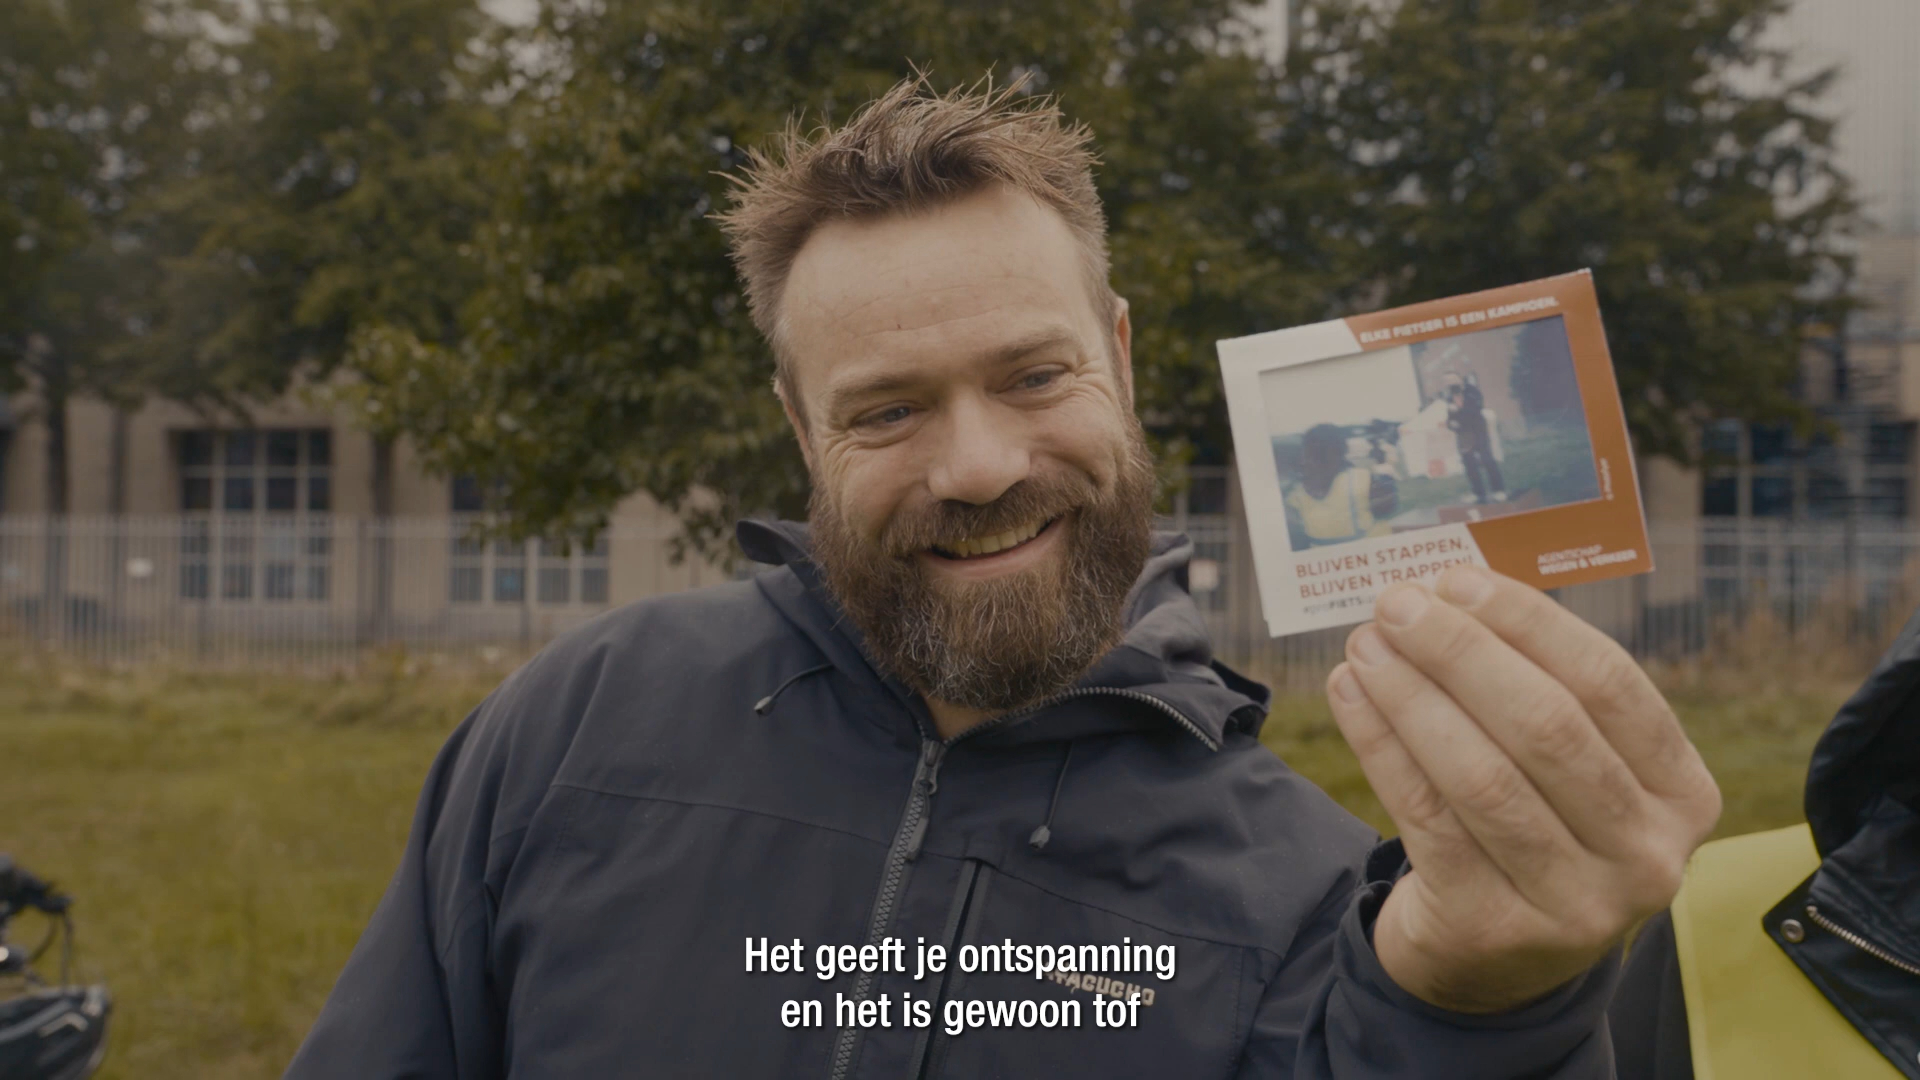 ELKE FIETSER IS EEN KAMPIOEN.
BLIJVEN STAPPEN,
BLIJVEN TRAPPEN!
AGENTSCHAP
WEGEN & VERKEER
Het geeft je ontspanning
en het is gewoon tof